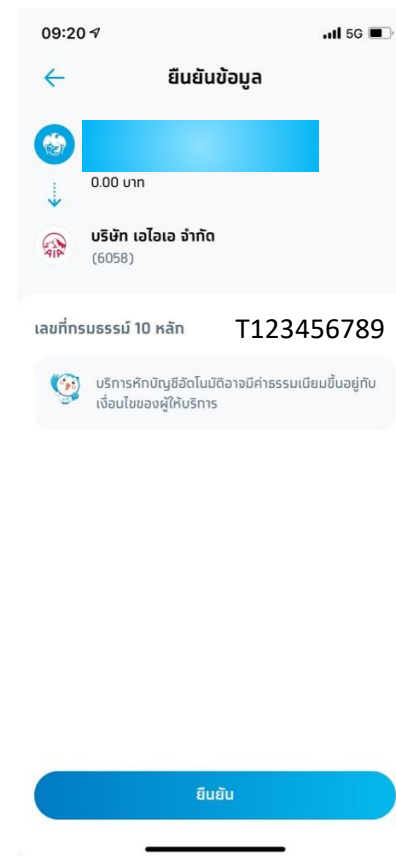 09:20
5G
ยืนยันข้อมูล
0.00 บาท
บริษัท เอไอเอ จำกัด
AIA
(6058)
เลขที่กรมธรรม์ 10 หลัก T123456789
บริการหักบัญชีอัตโนมัติอาจมีค่าธรรมเนียมขึ้นอยู่กับ
เงื่อนไขของผู้ให้บริการ
ยืนยัน